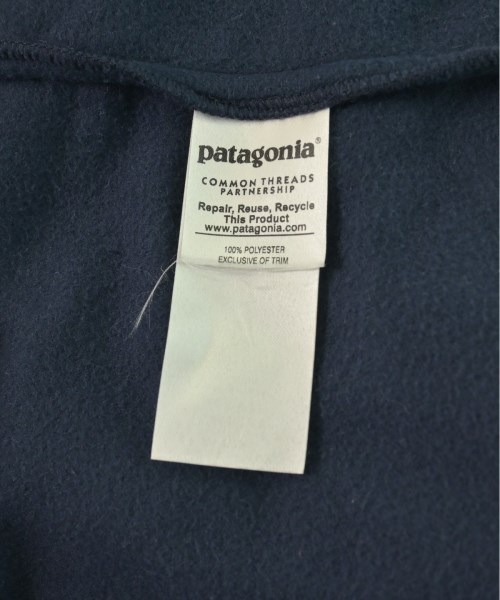 patagonia®
COMMON THREADS
PARTNERSHIP
Repair, Reuse, Recycle
This Product
www.patagonia.com
100% POLYESTER
EXCLUSIVE OF TRIM